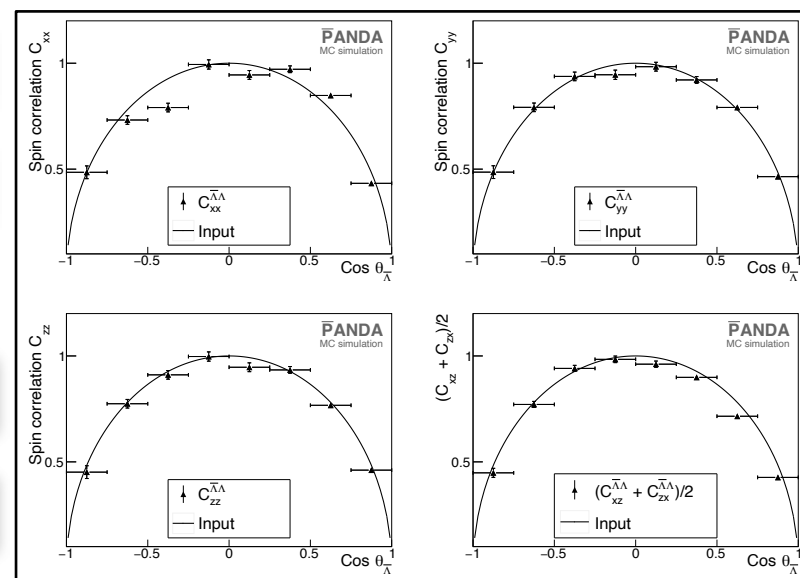 Spin correlation C_xx
P̅ANDA
MC simulation
1
0.5
C_xx^Λ̅Λ
Input
−1 −0.5 0 0.5 1
Cos θ_Λ̅
Spin correlation C_yy
P̅ANDA
MC simulation
1
0.5
C_yy^Λ̅Λ
Input
−1 −0.5 0 0.5 1
Cos θ_Λ̅
Spin correlation C_zz
P̅ANDA
MC simulation
1
0.5
C_zz^Λ̅Λ
Input
−1 −0.5 0 0.5 1
Cos θ_Λ̅
(C_xz + C_zx)/2
P̅ANDA
MC simulation
1
0.5
(C_xz^Λ̅Λ + C_zx^Λ̅Λ)/2
Input
−1 −0.5 0 0.5 1
Cos θ_Λ̅